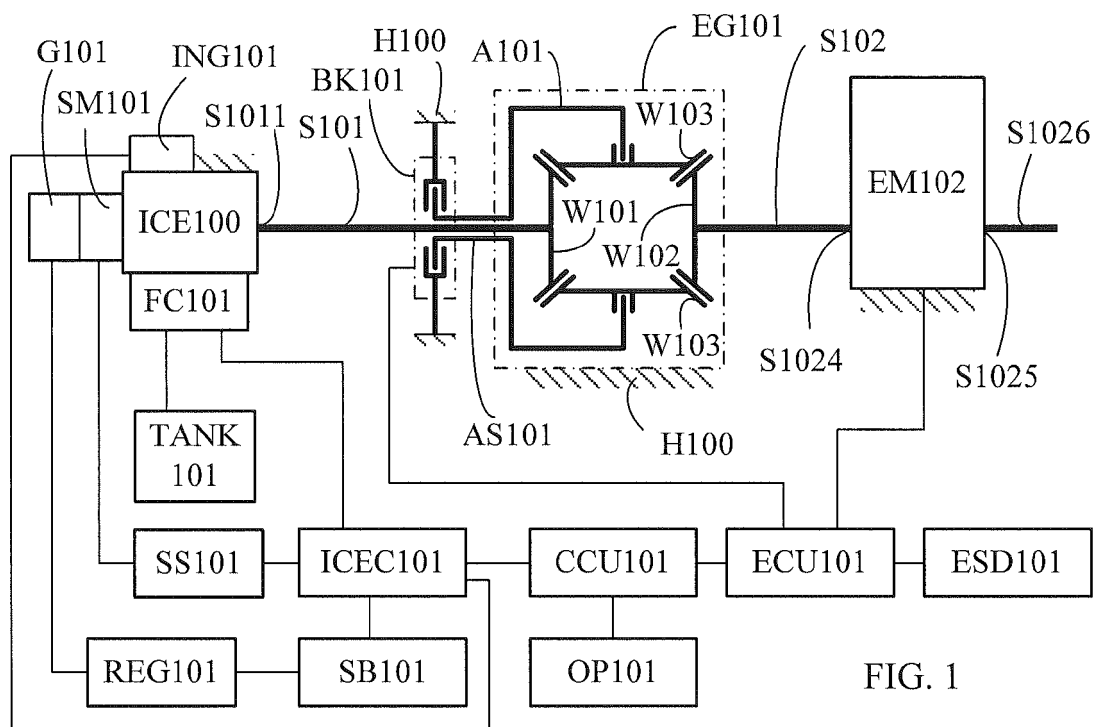 G101
ING101
H100
A101
EG101
S102
SM101
BK101
S1011
S101
W103
S1026
ICE100
W101
W102
EM102
FC101
W103
S1024
S1025
TANK
101
AS101
H100
SS101
ICEC101
CCU101
ECU101
ESD101
REG101
SB101
OP101
FIG. 1